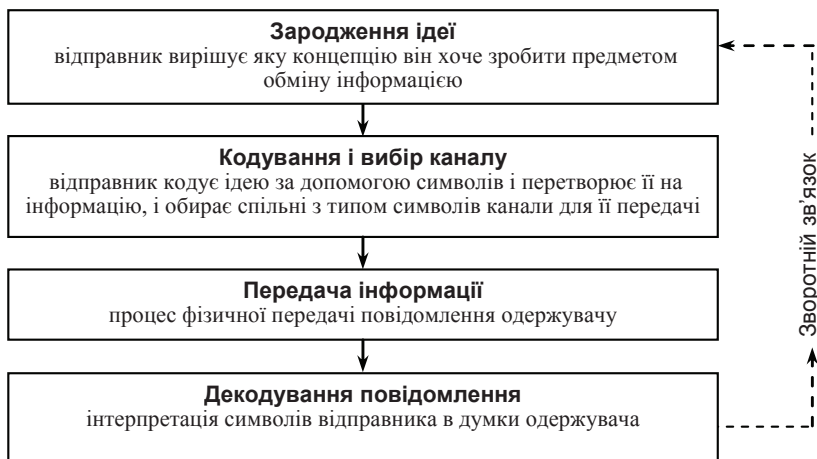 Зародження ідеї
відправник вирішує яку концепцію він хоче зробити предметом
обміну інформацією
Кодування і вибір каналу
відправник кодує ідею за допомогою символів і перетворює її на
інформацію, і обирає спільні з типом символів канали для її передачі
Передача інформації
процес фізичної передачі повідомлення одержувачу
Декодування повідомлення
інтерпретація символів відправника в думки одержувача
Зворотній зв’язок